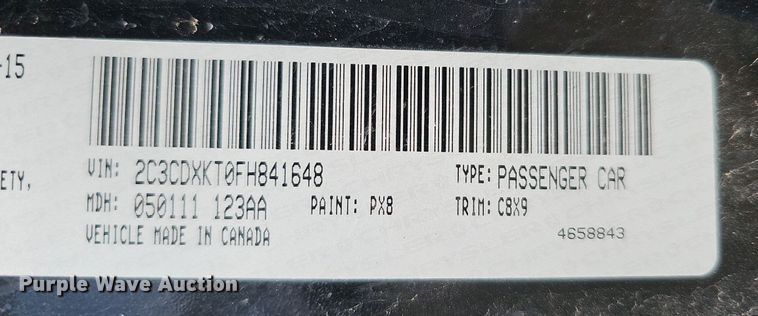 -15
ETY,
VIN: 2C3CDXKT0FH841648 TYPE: PASSENGER CAR
MDH: 050111 123AA PAINT: PX8 TRIM: C8X9
VEHICLE MADE IN CANADA 4658843
Purple Wave Auction